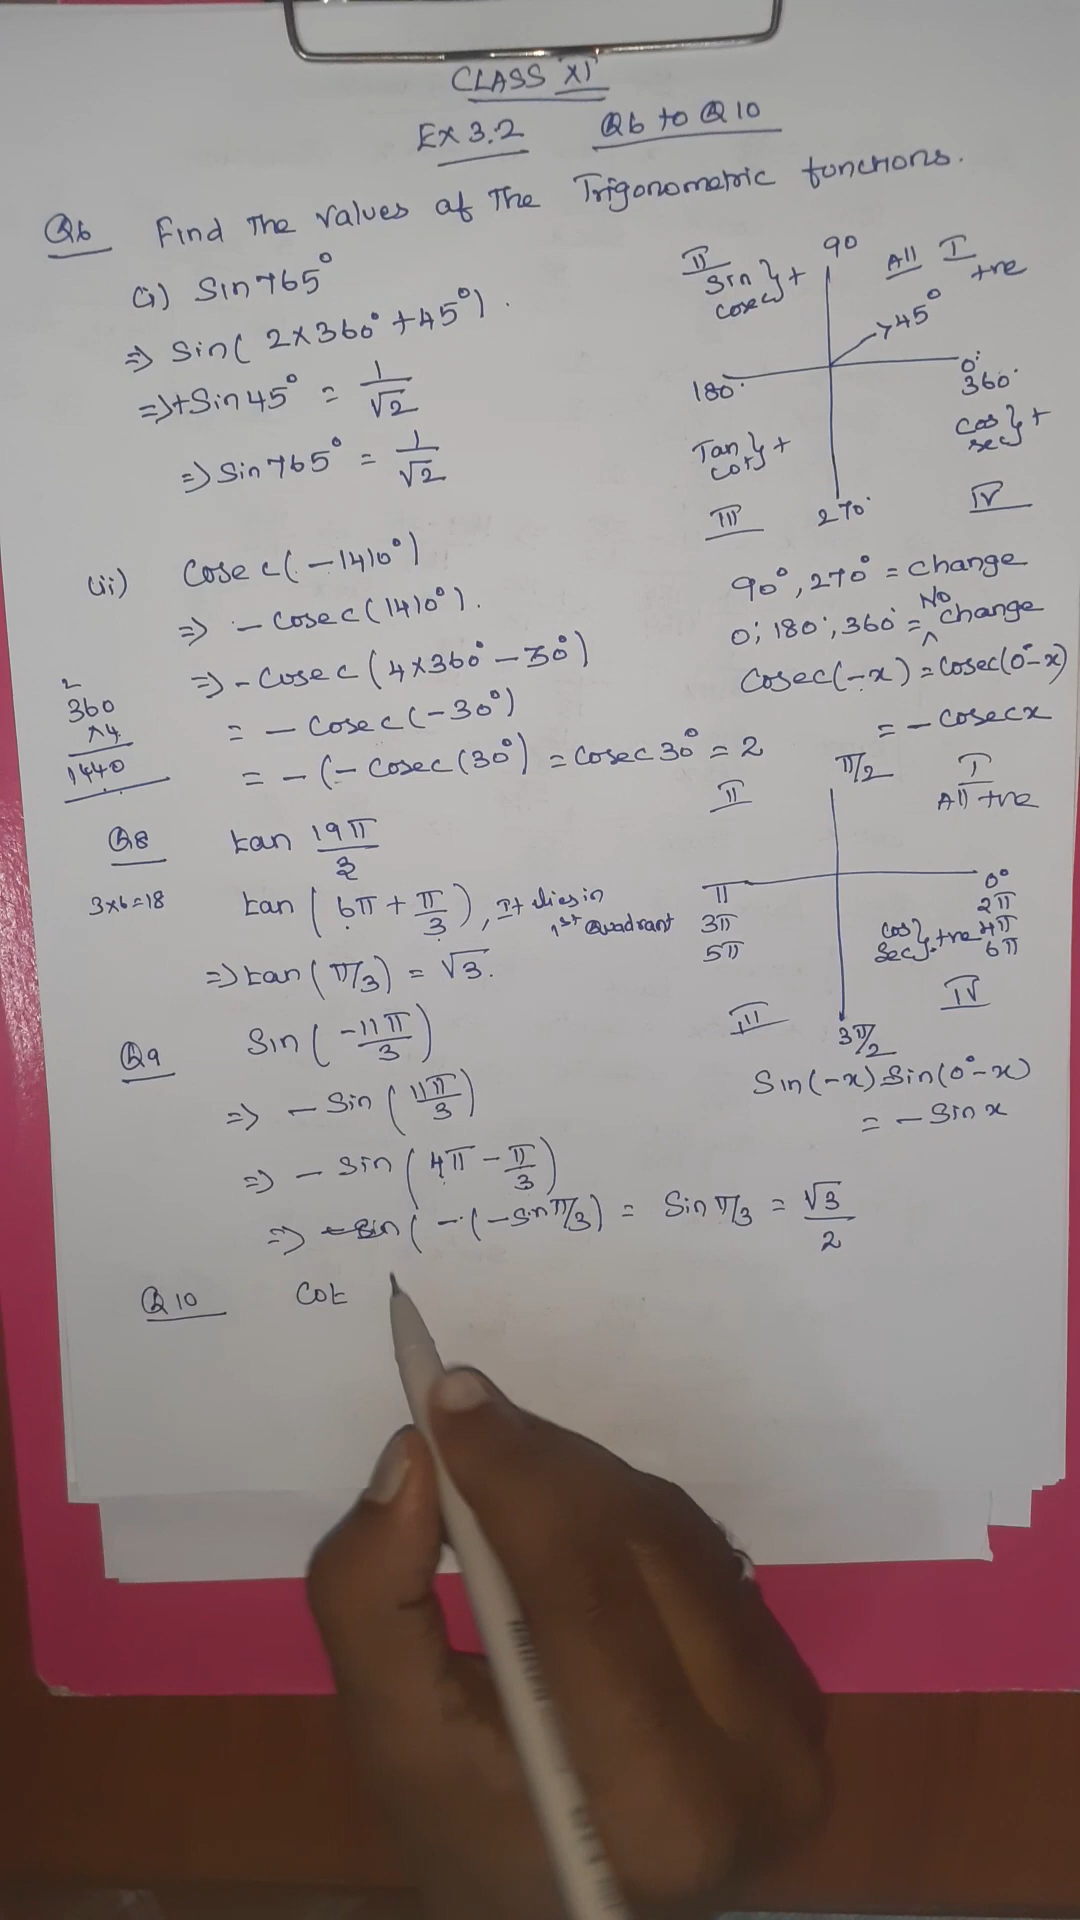 CLASS XI
EX 3.2 Q6 to Q10
Q6 Find The values of The Trigonometric functions.
(i) Sin 765°
⇒ Sin( 2×360° + 45°).
⇒ + Sin 45° = 1/√2
⇒ Sin 765° = 1/√2
90
II Sin } + cosec
All I +ve
45°
180°
0°
360°
Tan } + cot
cos } + sec
III
270°
IV
(ii) Cosec(-1410°)
⇒ - Cosec(1410°).
⇒ - Cosec (4×360° - 30°)
= - Cosec(-30°)
= - (- Cosec(30°) = Cosec 30° = 2
2
360
×4
1440
90°, 270° = Change
0°, 180°, 360° = No Change
Cosec(-x) = Cosec(0°-x)
= - Cosec x
Q8 tan 19π/3
3×6=18 tan ( 6π + π/3 ), It lies in 1st Quadrant
⇒ tan (π/3) = √3.
π/2
II
I
All +ve
π
3π
5π
0°
2π
4π
6π
cos } +ve sec
III
IV
3π/2
Q9 Sin ( -11π/3 )
⇒ - Sin ( 11π/3 )
⇒ - Sin ( 4π - π/3 )
⇒ - Sin ( - (- Sin π/3) = Sin π/3 = √3/2
Sin(-x) Sin(0°-x)
= - Sin x
Q10 Cot